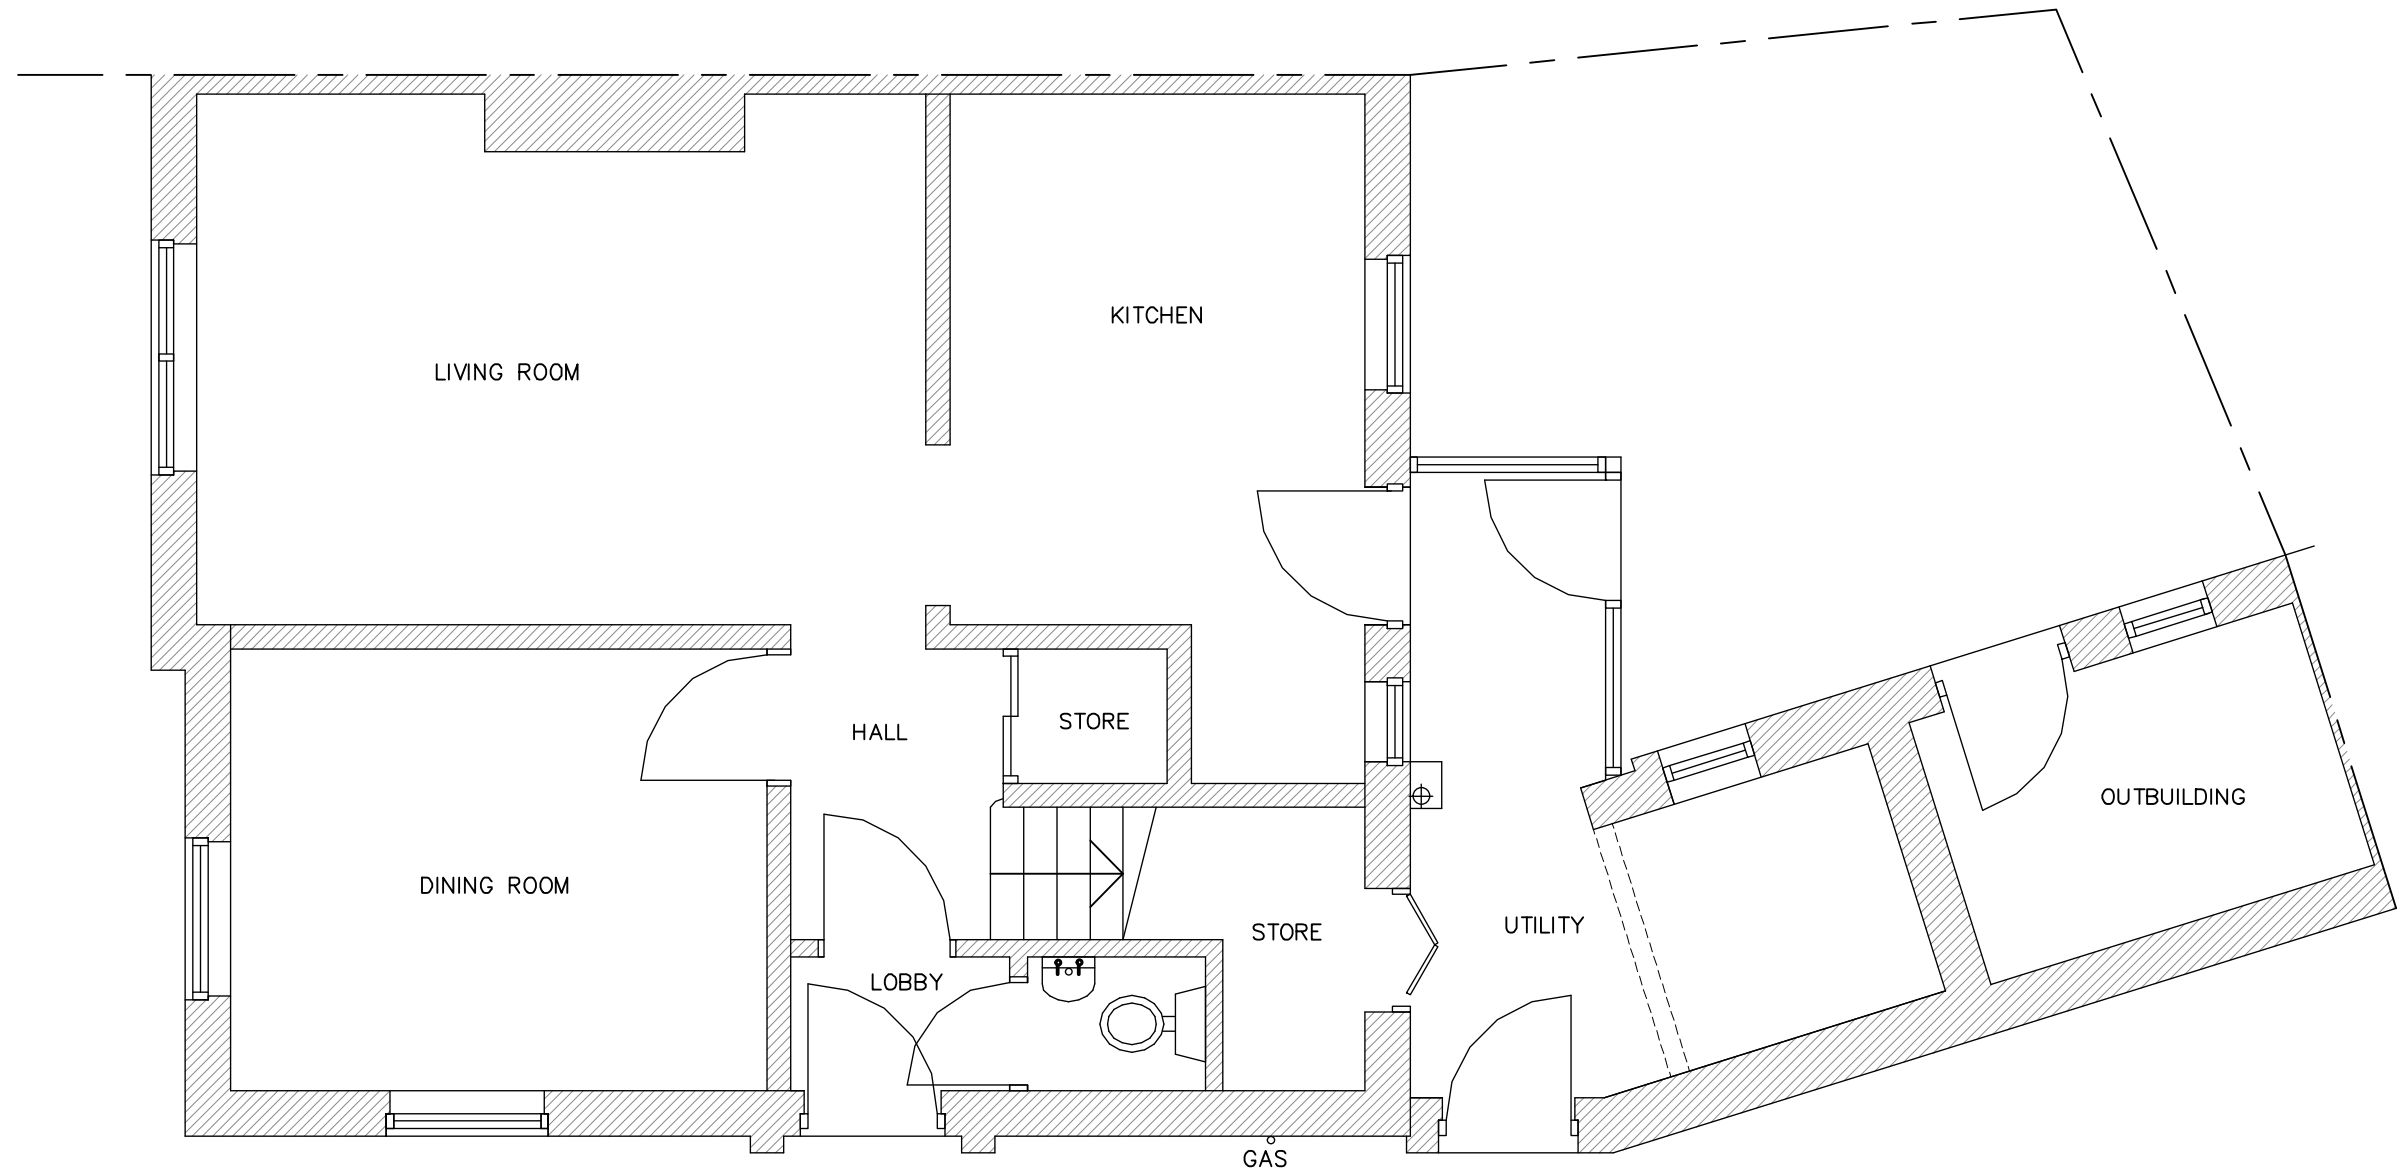 KITCHEN
LIVING ROOM
STORE
HALL
OUTBUILDING
DINING ROOM
UTILITY
STORE
LOBBY
GAS